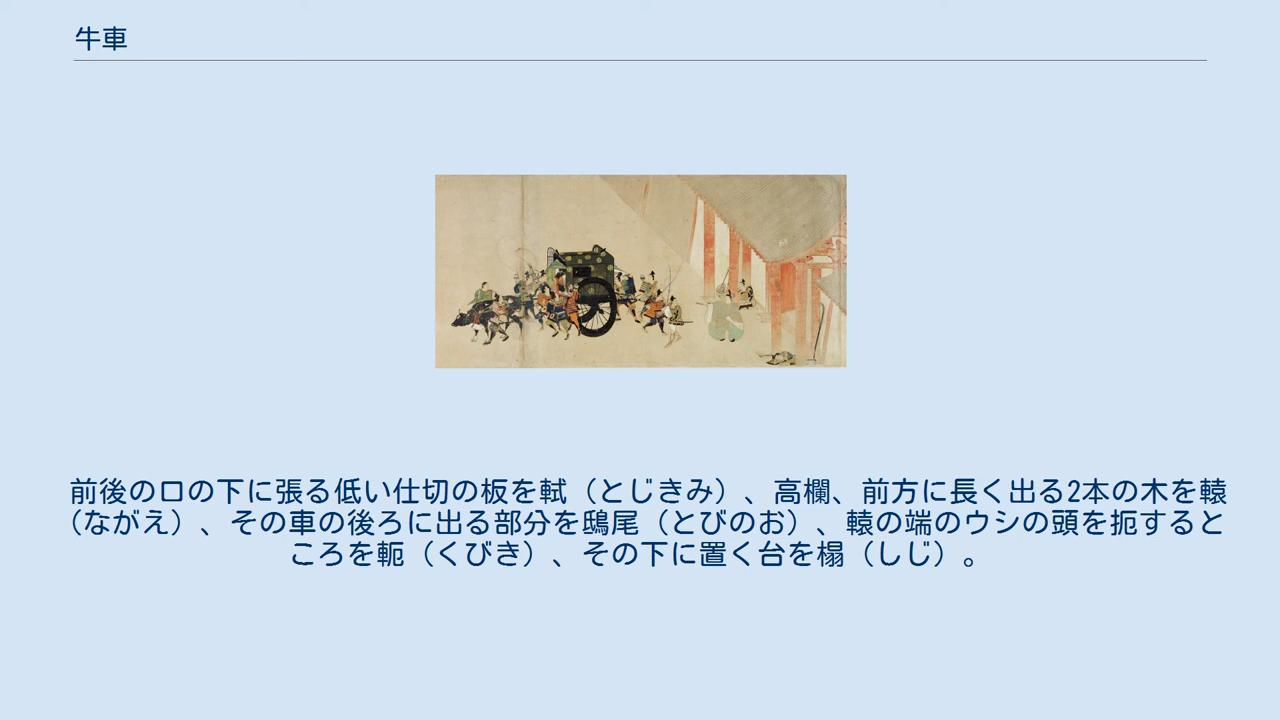 牛車
前後の口の下に張る低い仕切の板を軾（とじきみ）、高欄、前方に長く出る2本の木を轅
（ながえ）、その車の後ろに出る部分を鴟尾（とびのお）、轅の端のウシの頭を扼すると
ころを軛（くびき）、その下に置く台を榻（しじ）。